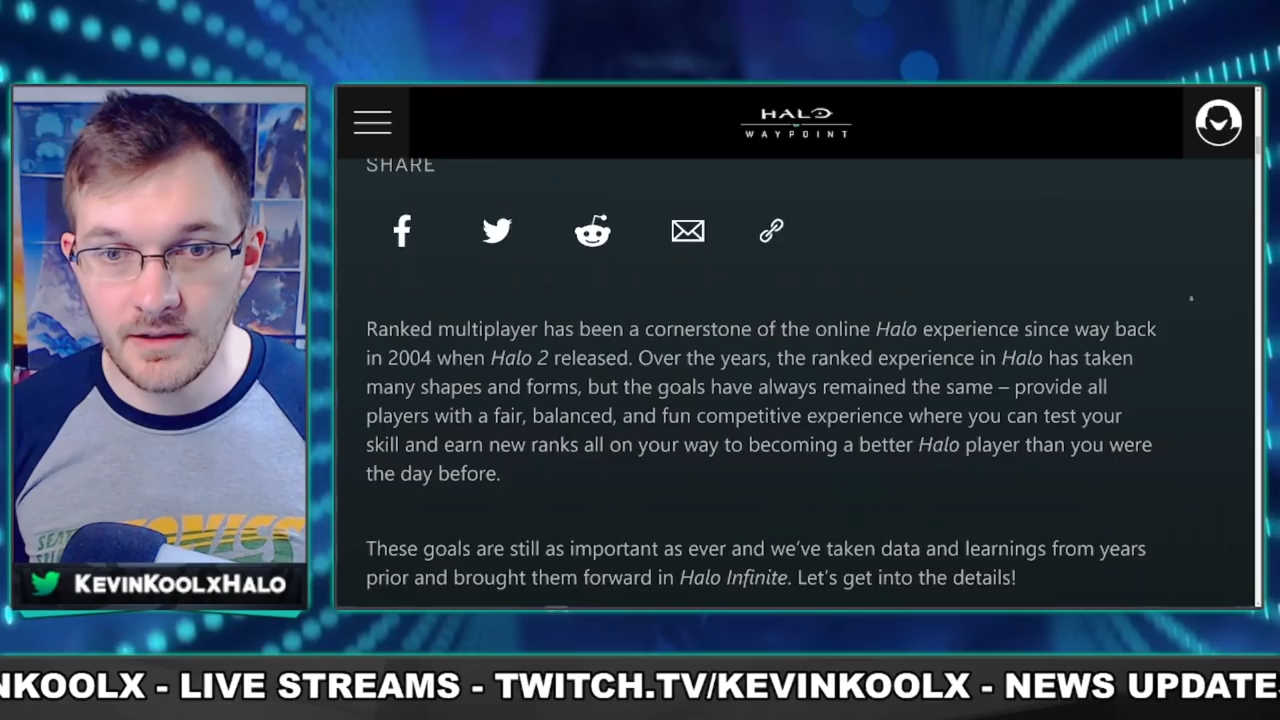 HALO
WAYPOINT
SHARE
Ranked multiplayer has been a cornerstone of the online Halo experience since way back
in 2004 when Halo 2 released. Over the years, the ranked experience in Halo has taken
many shapes and forms, but the goals have always remained the same – provide all
players with a fair, balanced, and fun competitive experience where you can test your
skill and earn new ranks all on your way to becoming a better Halo player than you were
the day before.
These goals are still as important as ever and we’ve taken data and learnings from years
prior and brought them forward in Halo Infinite. Let’s get into the details!
KEVINKOOLXHALO
NKOOLX - LIVE STREAMS - TWITCH.TV/KEVINKOOLX - NEWS UPDATE